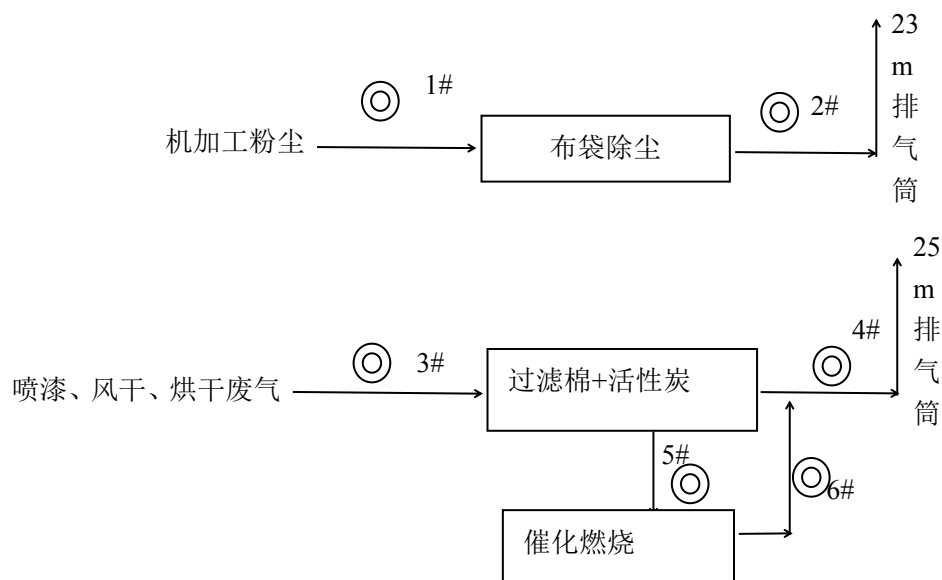 机加工粉尘
1#
布袋除尘
2#
23
m
排
气
筒
喷漆、风干、烘干废气
3#
过滤棉+活性炭
4#
25
m
排
气
筒
5#
6#
催化燃烧